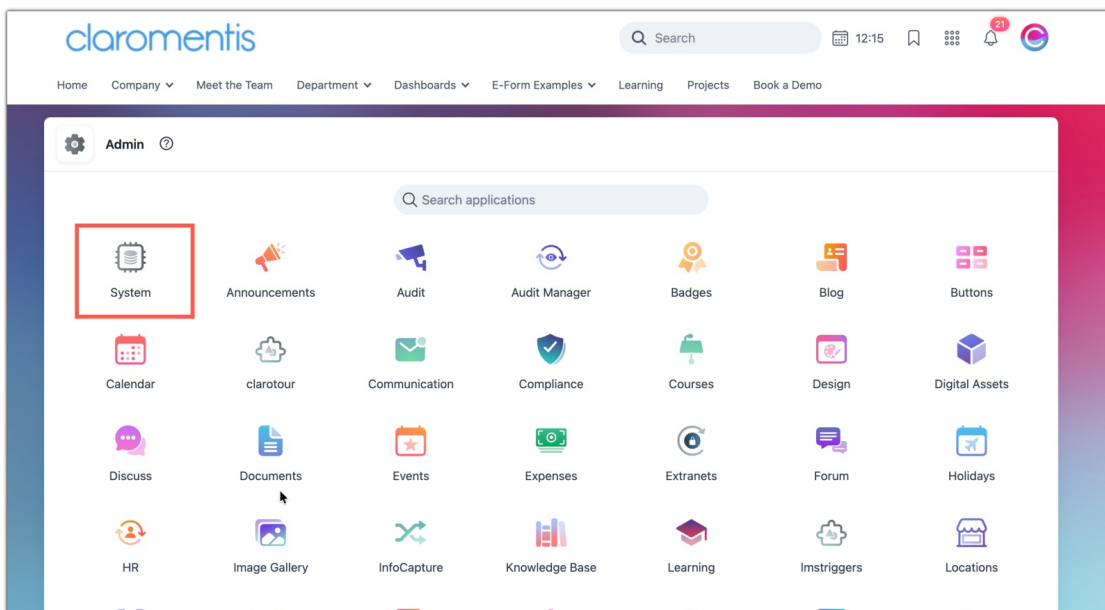 claromentis
Search
12:15
21
Home Company Meet the Team Department Dashboards E-Form Examples Learning Projects Book a Demo
Admin
Search applications
System Announcements Audit Audit Manager Badges Blog Buttons
Calendar clarotour Communication Compliance Courses Design Digital Assets
Discuss Documents Events Expenses Extranets Forum Holidays
HR Image Gallery InfoCapture Knowledge Base Learning lmstriggers Locations